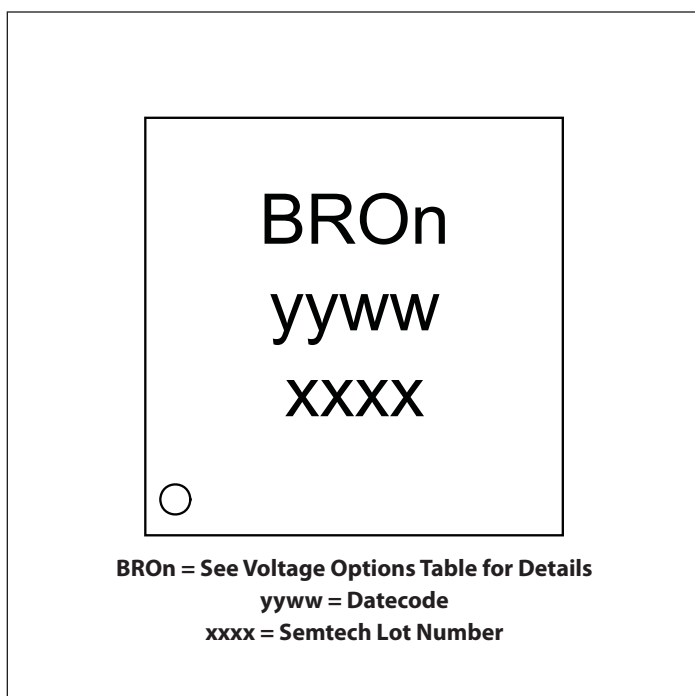 BROn
yyww
xxxx
BROn = See Voltage Options Table for Details
yyww = Datecode
xxxx = Semtech Lot Number